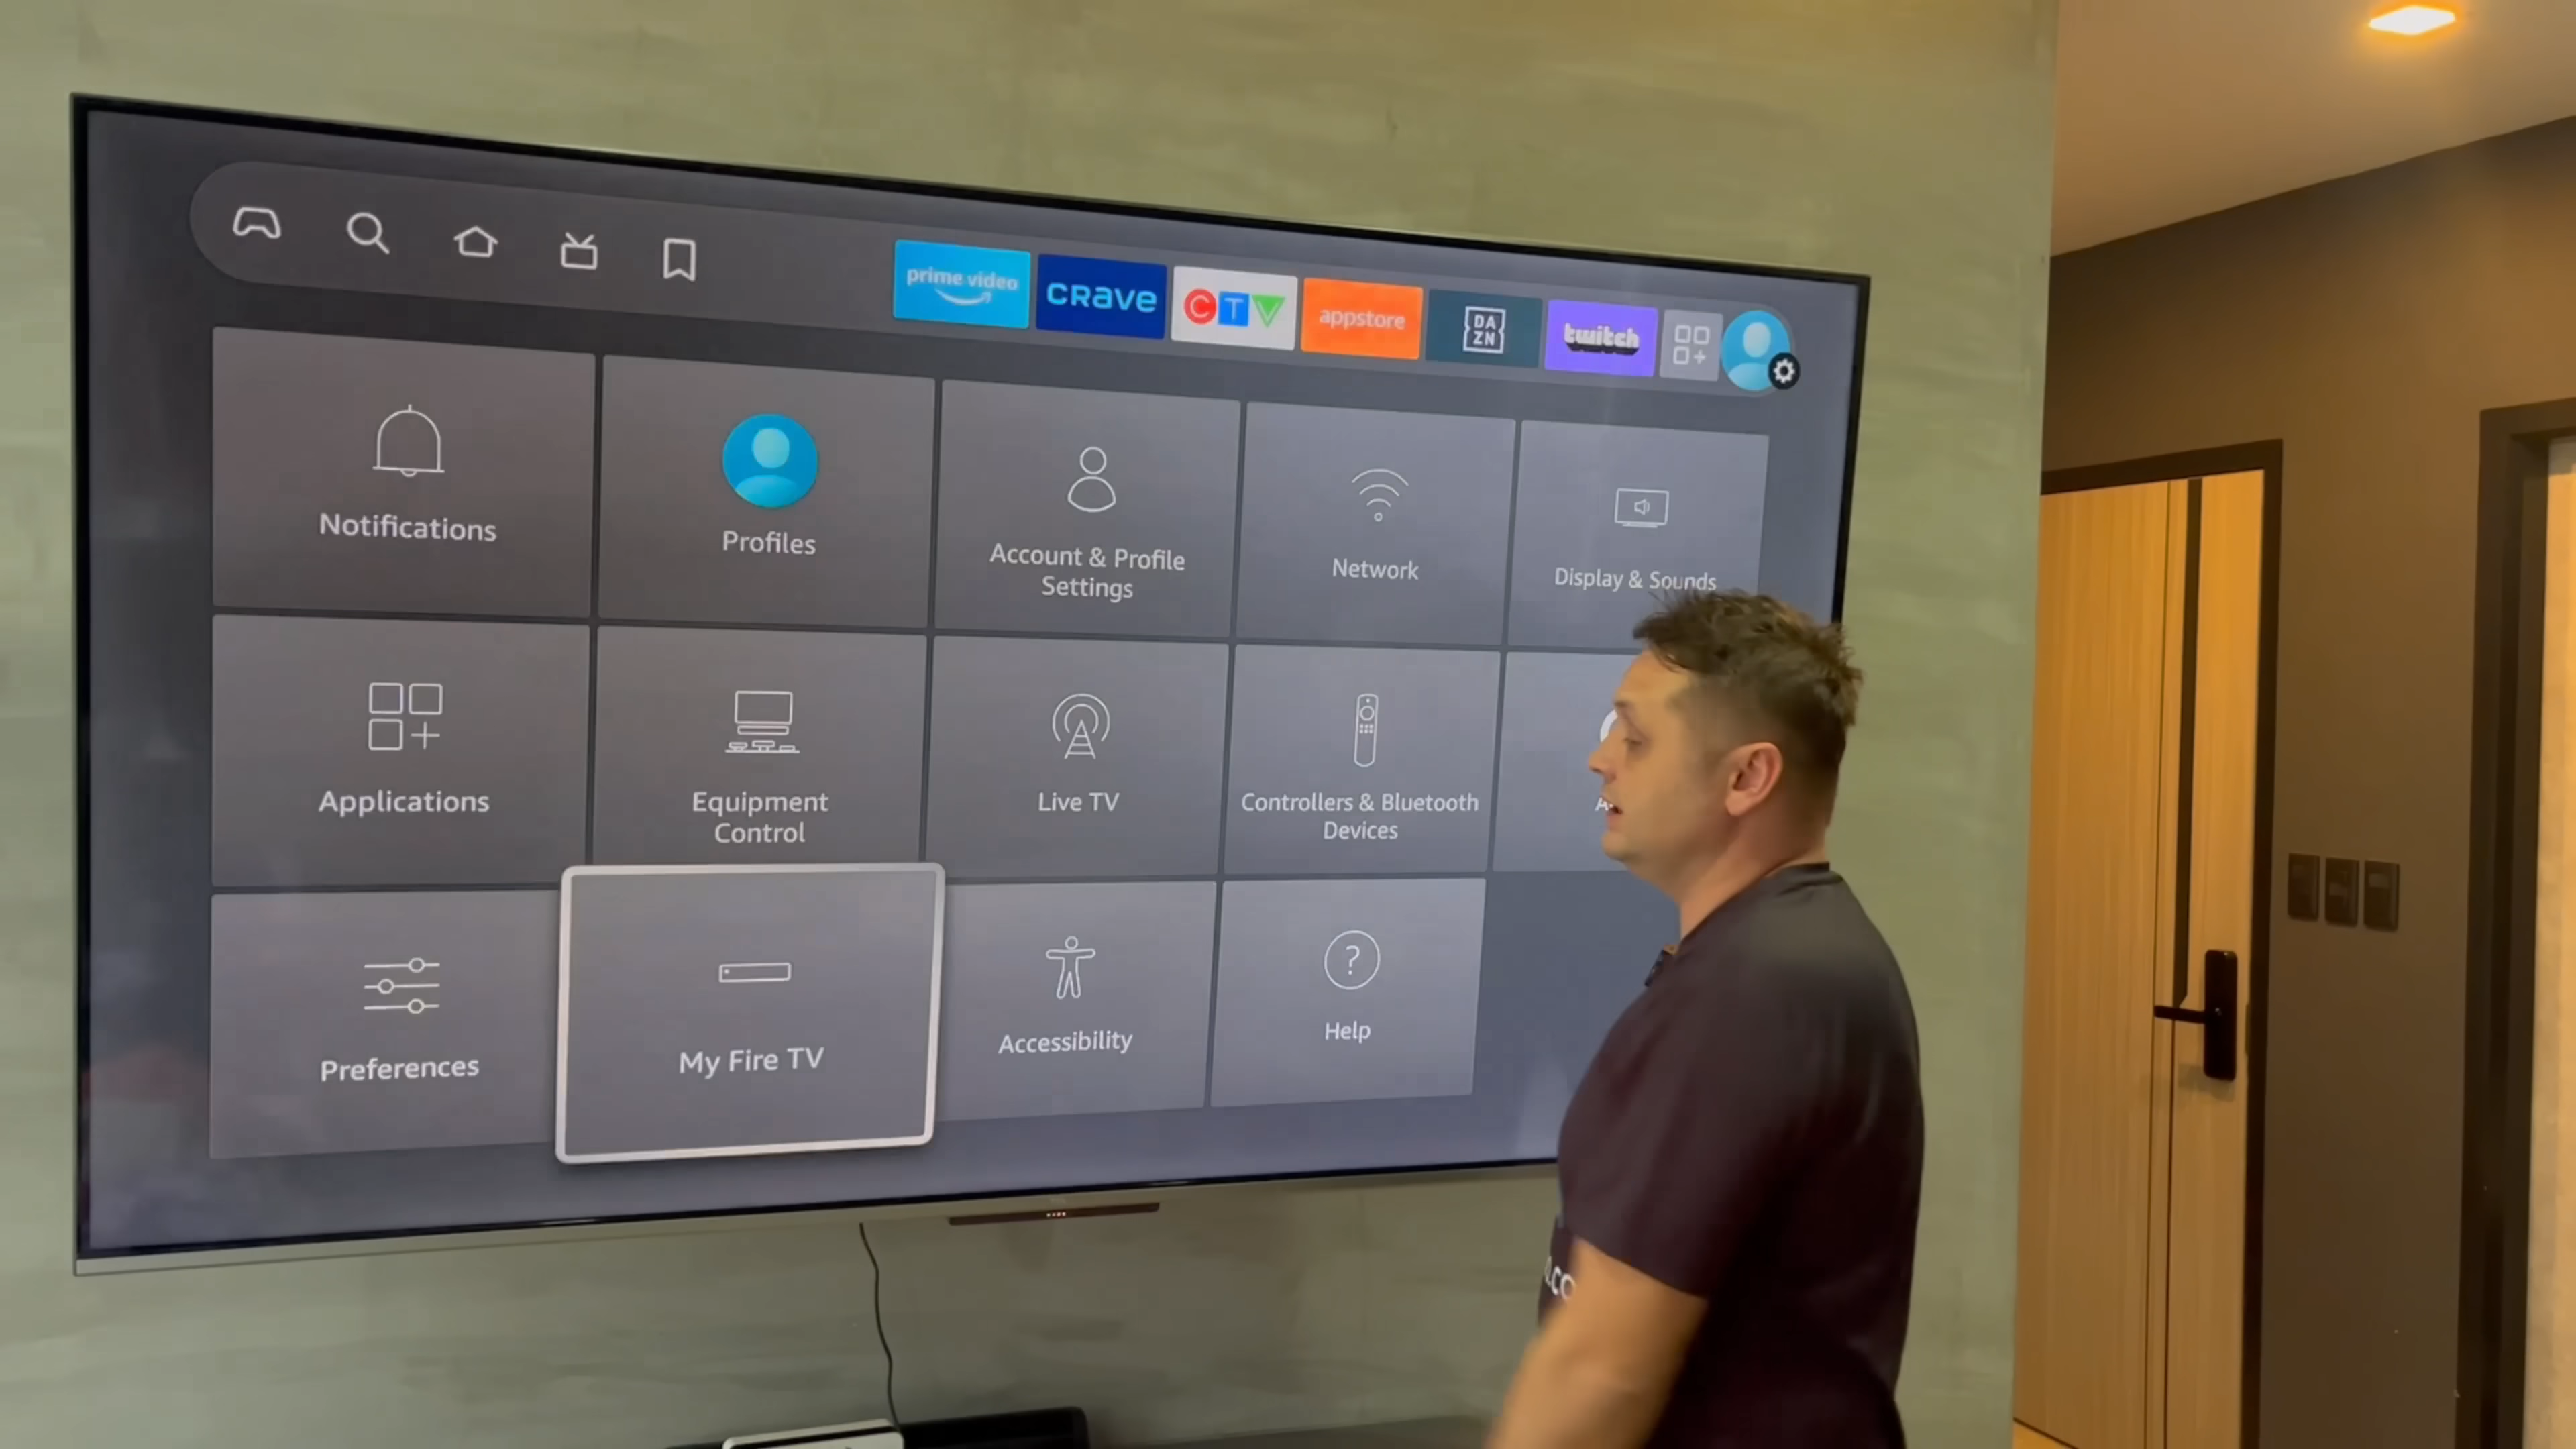 prime video
CRAVE
CTV
appstore
DA
ZN
twitch
Notifications
Profiles
Account & Profile
Settings
Network
Display & Sounds
Applications
Equipment
Control
Live TV
Controllers & Bluetooth
Devices
Preferences
My Fire TV
Accessibility
?
Help